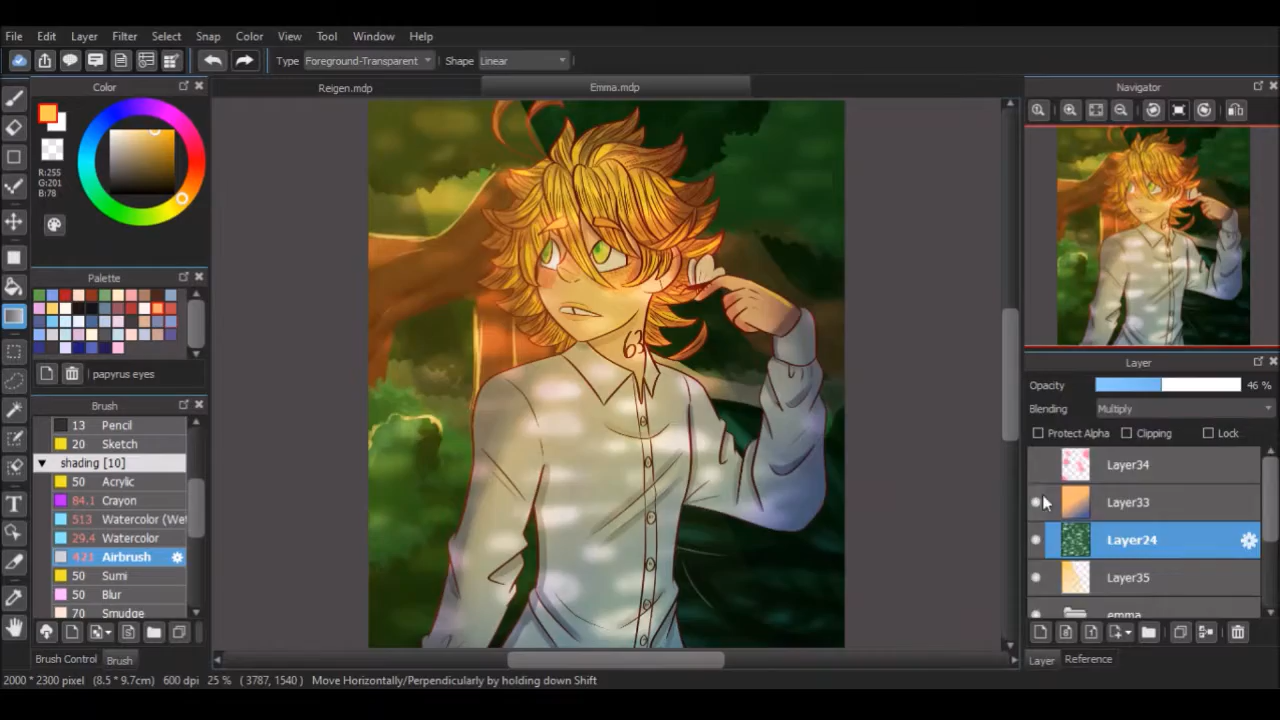 File Edit Layer Filter Select Snap Color View Tool Window Help
Type Foreground-Transparent Shape Linear
Color
Reigen.mdp Emma.mdp
Navigator
R:255
G:201
B:78
Palette
papyrus eyes
Brush
13 Pencil
20 Sketch
shading [10]
50 Acrylic
84.1 Crayon
513 Watercolor (Wet
29.4 Watercolor
421 Airbrush
50 Sumi
50 Blur
70 Smudge
Brush Control Brush
63
Layer
Opacity 46 %
Blending Multiply
Protect Alpha Clipping Lock
Layer34
Layer33
Layer24
Layer35
emma
Layer Reference
2000 * 2300 pixel (8.5 * 9.7cm) 600 dpi 25 % ( 3787, 1540 ) Move Horizontally/Perpendicularly by holding down Shift